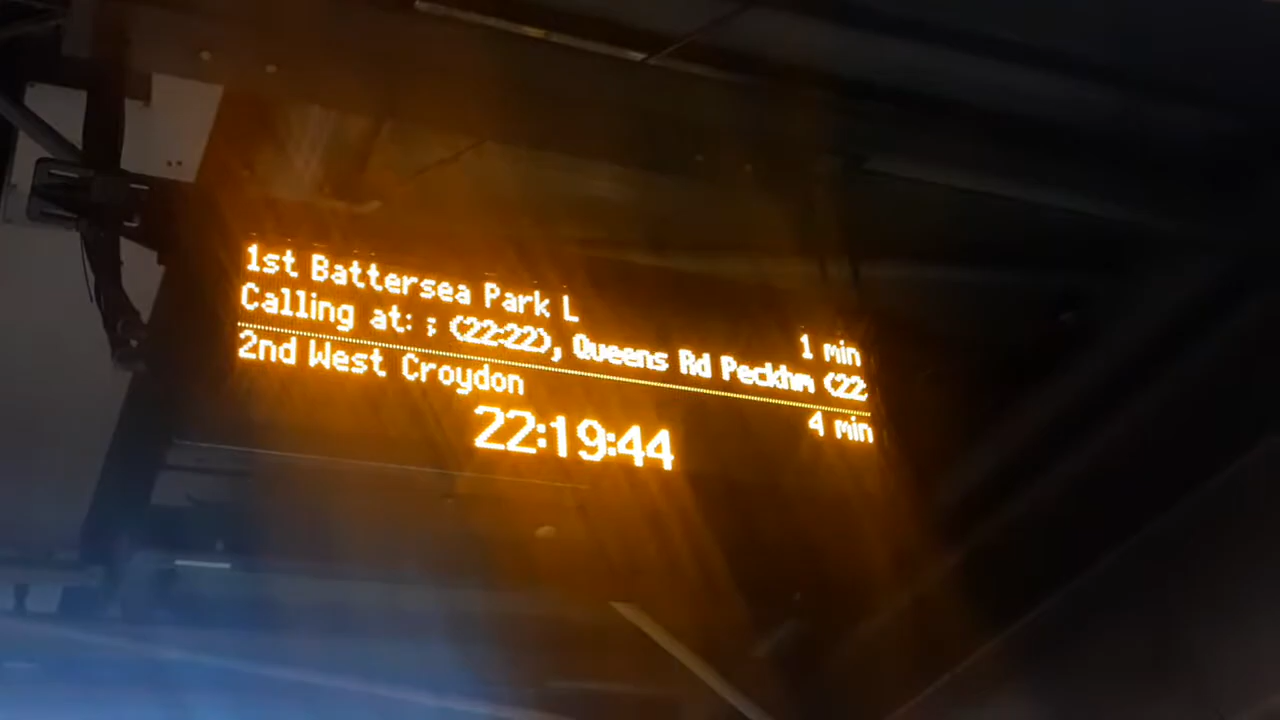 1st Battersea Park L 1 min
Calling at: ; (22:22), Queens Rd Peckhm (22
2nd West Croydon 4 min
22:19:44